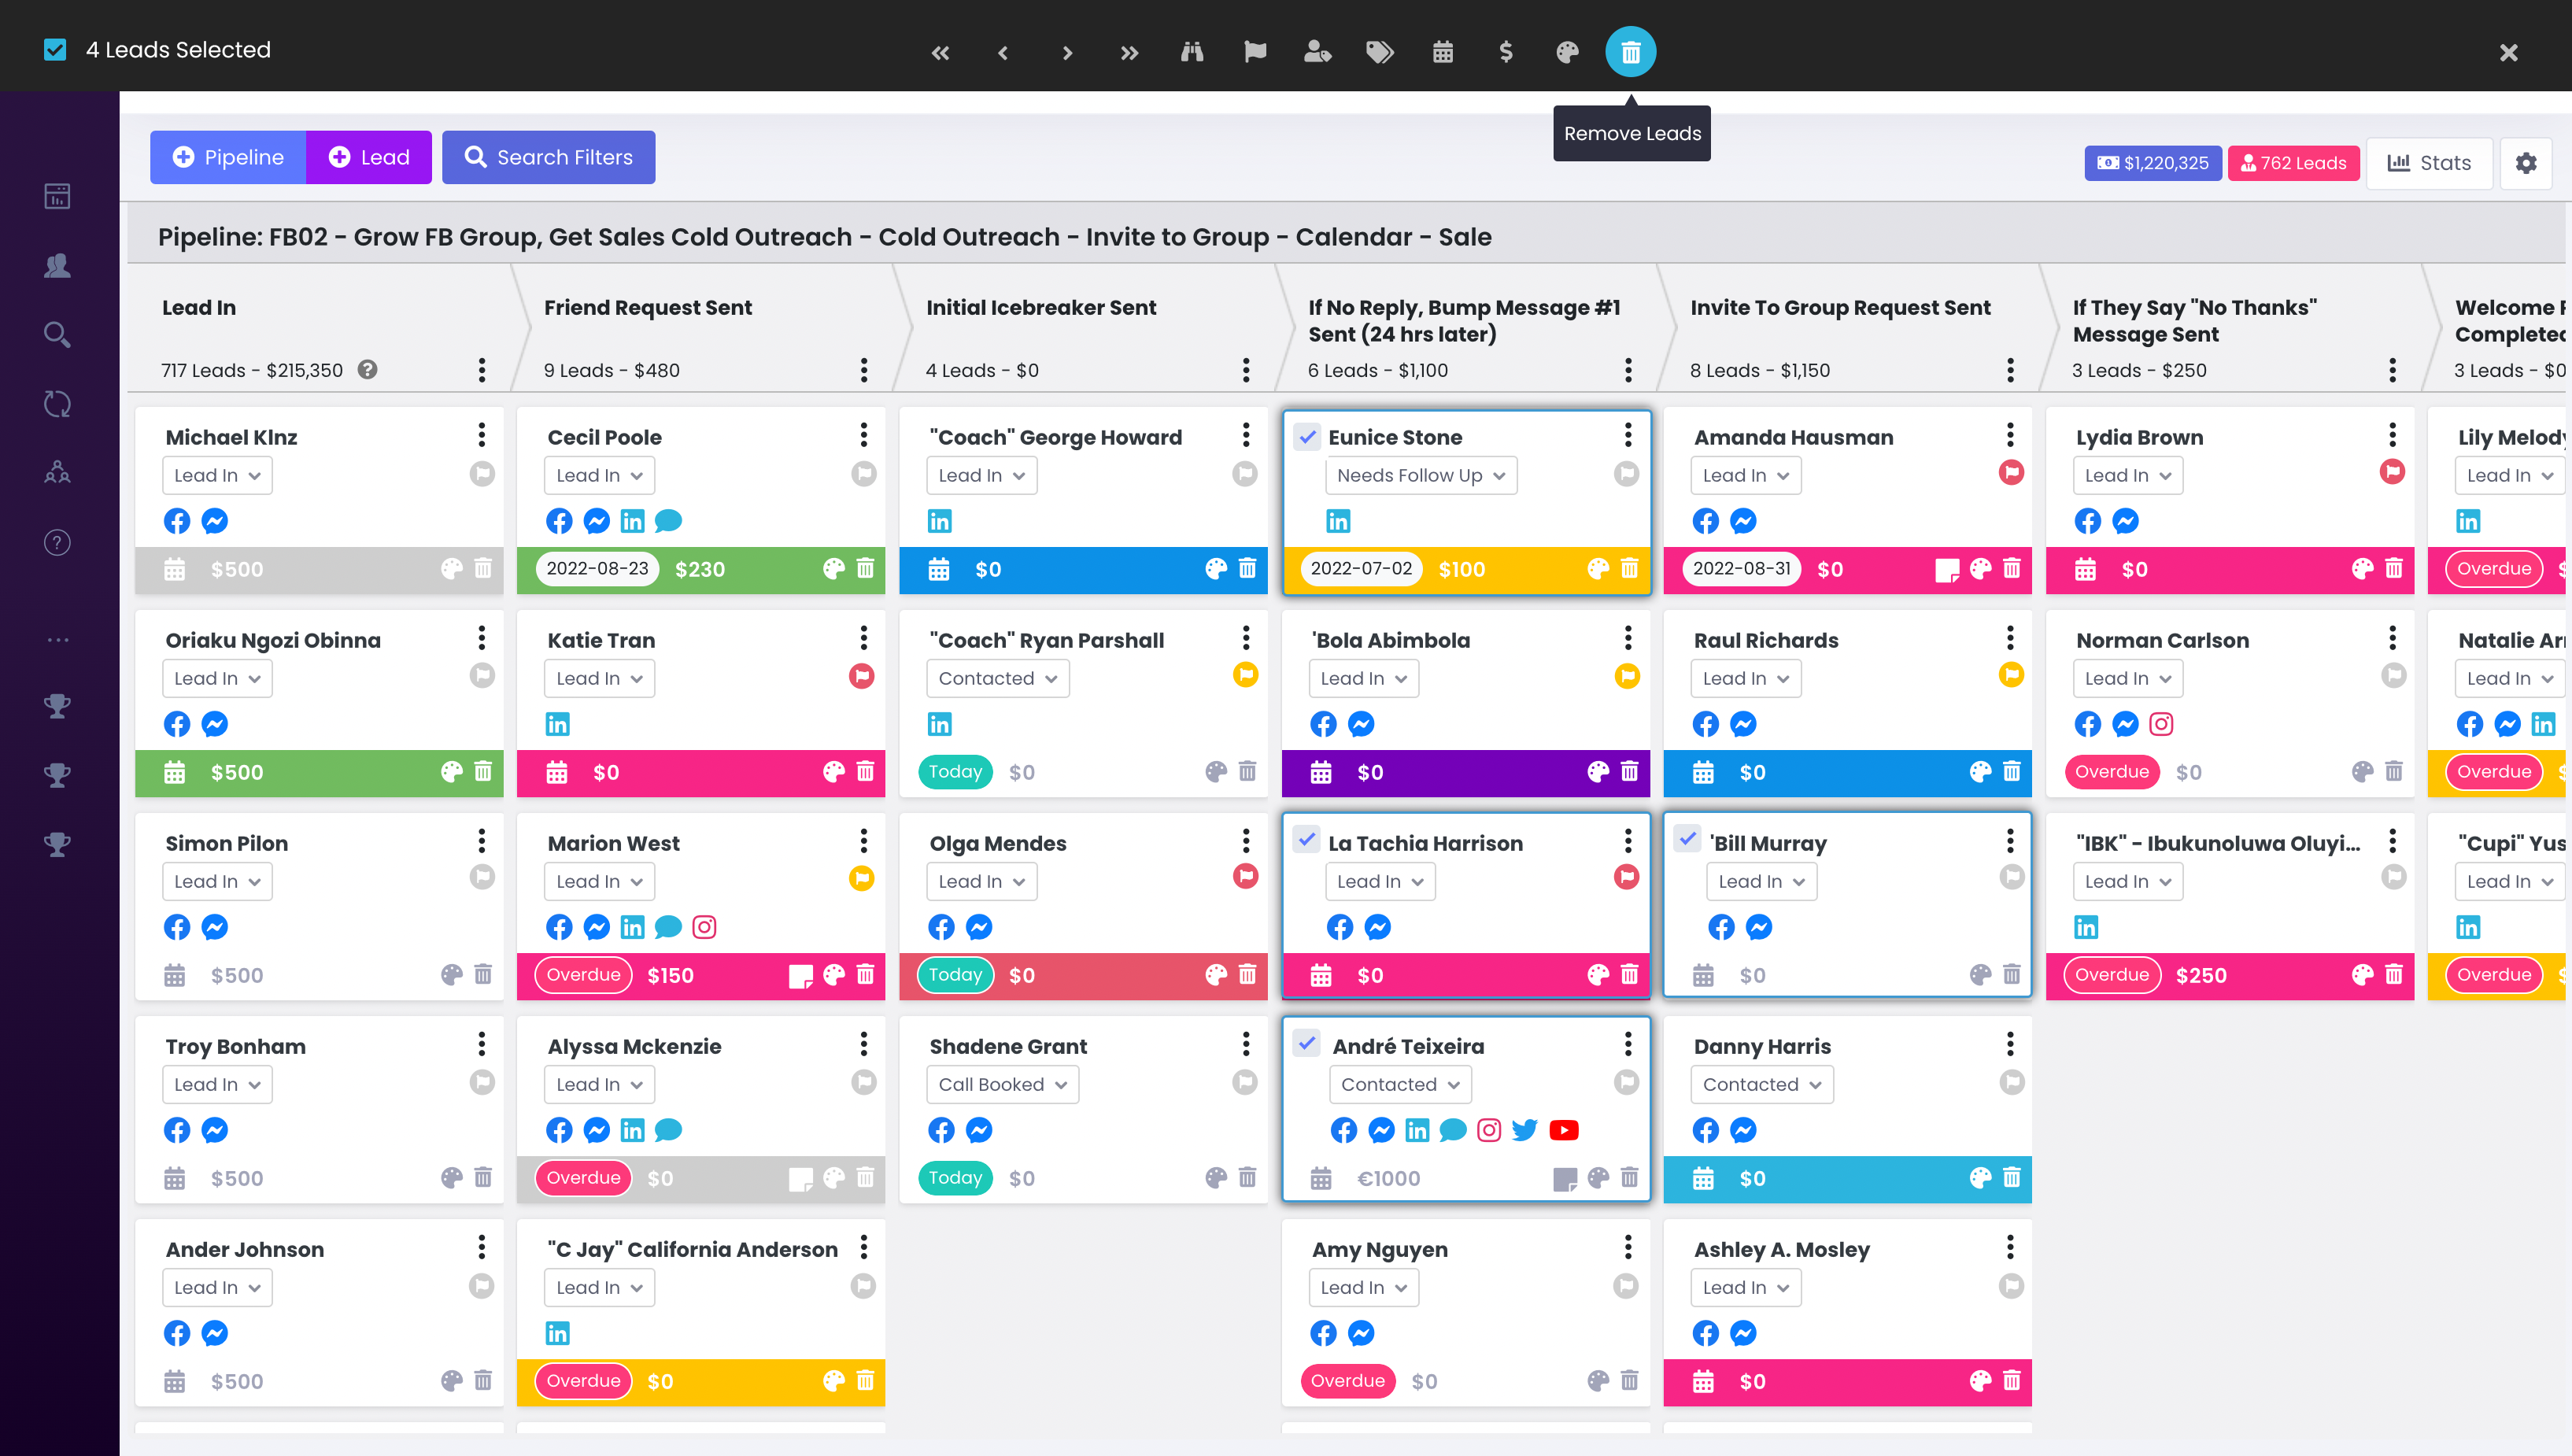 4 Leads Selected
Remove Leads
Pipeline
Lead
Search Filters
$1,220,325
762 Leads
Stats
Pipeline: FB02 - Grow FB Group, Get Sales Cold Outreach - Cold Outreach - Invite to Group - Calendar - Sale
Lead In
717 Leads - $215,350
Michael Klnz
Lead In
$500
Oriaku Ngozi Obinna
Lead In
$500
Simon Pilon
Lead In
$500
Troy Bonham
Lead In
$500
Ander Johnson
Lead In
$500
Friend Request Sent
9 Leads - $480
Cecil Poole
Lead In
2022-08-23 $230
Katie Tran
Lead In
$0
Marion West
Lead In
Overdue $150
Alyssa Mckenzie
Lead In
Overdue $0
"C Jay" California Anderson
Lead In
Overdue $0
Initial Icebreaker Sent
4 Leads - $0
"Coach" George Howard
Lead In
$0
"Coach" Ryan Parshall
Contacted
Today $0
Olga Mendes
Lead In
Today $0
Shadene Grant
Call Booked
Today $0
If No Reply, Bump Message #1
Sent (24 hrs later)
6 Leads - $1,100
Eunice Stone
Needs Follow Up
2022-07-02 $100
'Bola Abimbola
Lead In
$0
La Tachia Harrison
Lead In
$0
André Teixeira
Contacted
€1000
Amy Nguyen
Lead In
Overdue $0
Invite To Group Request Sent
8 Leads - $1,150
Amanda Hausman
Lead In
2022-08-31 $0
Raul Richards
Lead In
$0
'Bill Murray
Lead In
$0
Danny Harris
Contacted
$0
Ashley A. Mosley
Lead In
$0
If They Say "No Thanks"
Message Sent
3 Leads - $250
Lydia Brown
Lead In
$0
Norman Carlson
Lead In
Overdue $0
"IBK" - Ibukunoluwa Oluyi...
Lead In
Overdue $250
Welcome
3 Leads - $0
Lily
Lead In
Overdue
Natalie
Lead In
Overdue
"Cupi"
Lead In
Overdue